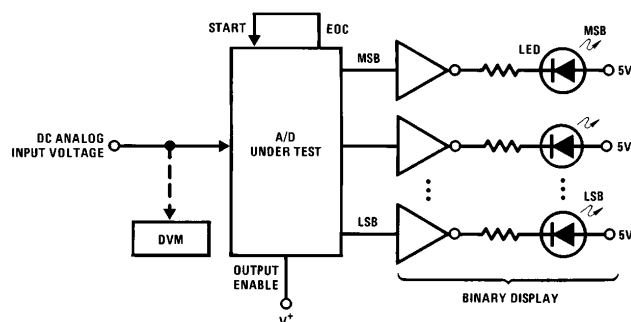 START
EOC
MSB
LED
MSB
5V
DC ANALOG
INPUT VOLTAGE
A/D
UNDER TEST
5V
DVM
LSB
LSB
5V
OUTPUT
ENABLE
V+
BINARY DISPLAY